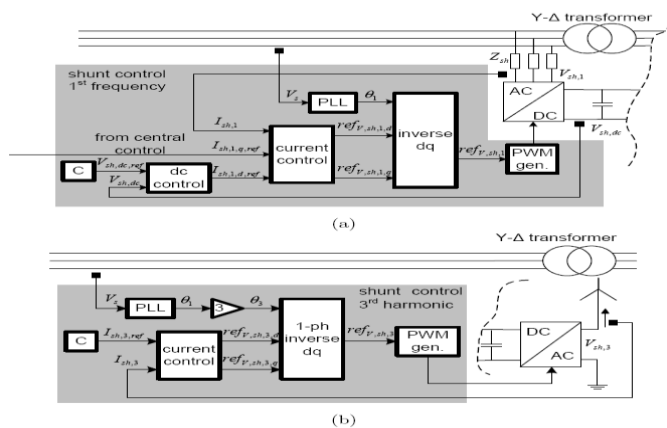 Y-Δ transformer
shunt control
1st frequency
Z_sh
V_sh,1
AC
DC
V_s
PLL
θ_1
I_sh,1
ref_V,sh,1,d
inverse
dq
from central
control
I_sh,1,q,ref
current
control
ref_V,sh,1
PWM
gen.
V_sh,dc
C
V_sh,dc,ref
V_sh,dc
dc
control
I_sh,1,d,ref
ref_V,sh,1,q
(a)
Y-Δ transformer
shunt control
3rd harmonic
V_s
PLL
θ_1
3
θ_3
1-ph
inverse
dq
DC
AC
V_sh,3
C
I_sh,3,ref
I_sh,3
current
control
ref_V,sh,3,d
ref_V,sh,3,q
ref_V,sh,3
PWM
gen.
(b)